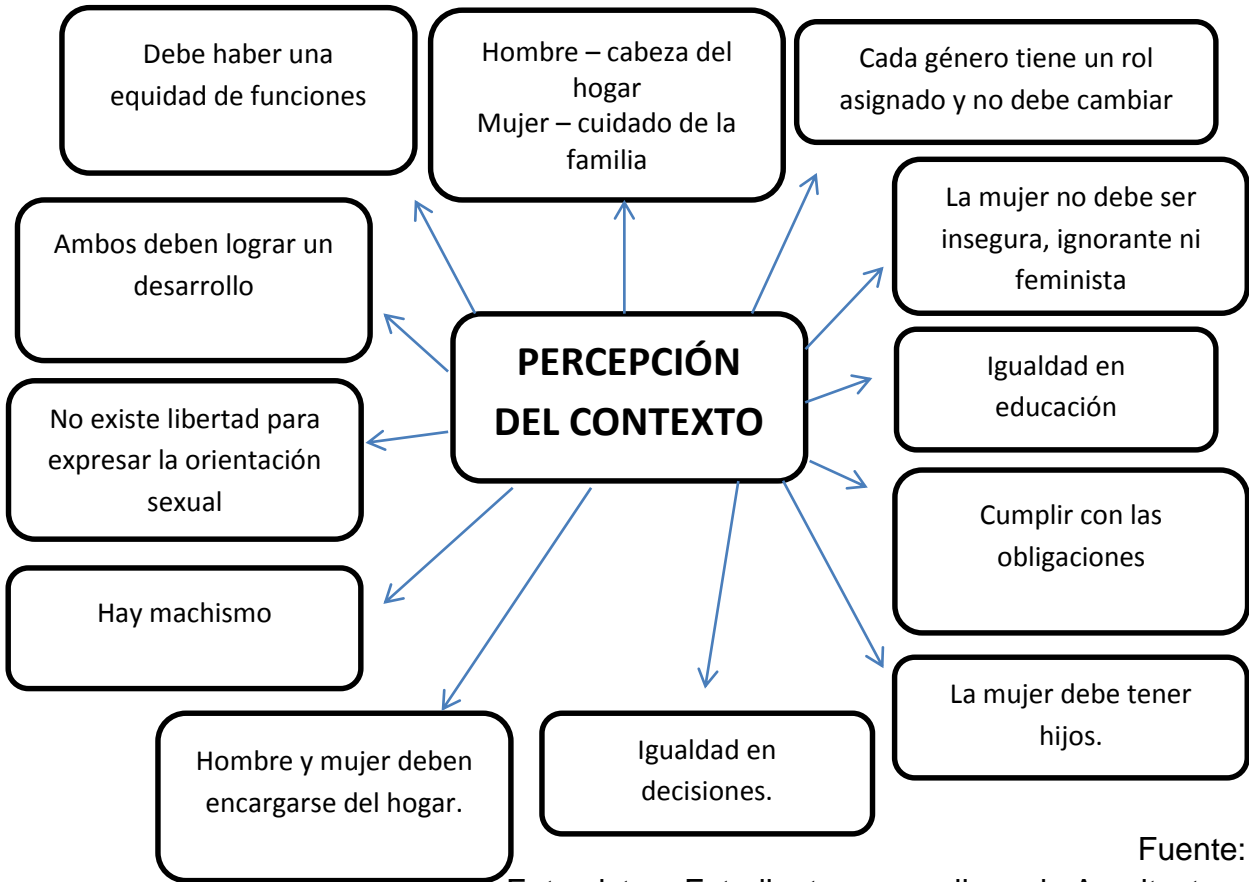 Debe haber una
equidad de funciones
Hombre – cabeza del
hogar
Mujer – cuidado de la
familia
Cada género tiene un rol
asignado y no debe cambiar
La mujer no debe ser
insegura, ignorante ni
feminista
Ambos deben lograr un
desarrollo
PERCEPCIÓN
DEL CONTEXTO
Igualdad en
educación
No existe libertad para
expresar la orientación
sexual
Cumplir con las
obligaciones
Hay machismo
La mujer debe tener
hijos.
Hombre y mujer deben
encargarse del hogar.
Igualdad en
decisiones.
Fuente: